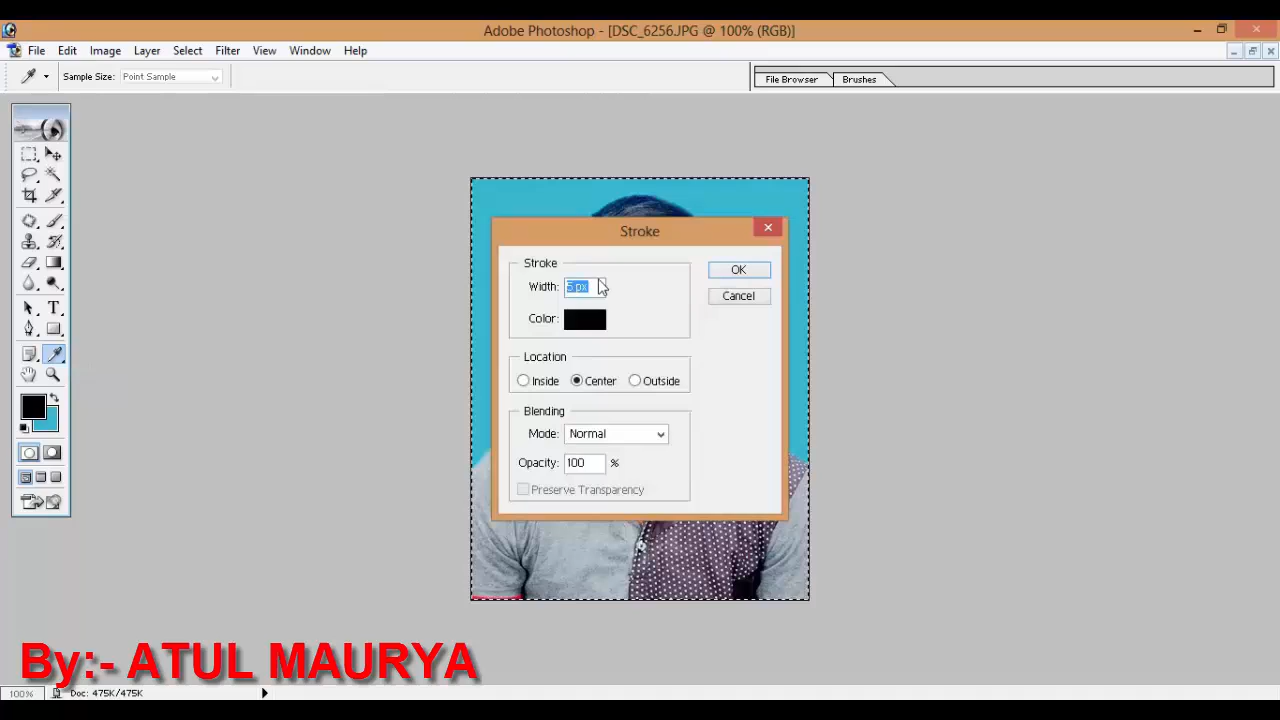 Adobe Photoshop - [DSC_6256.JPG @ 100% (RGB)]
File Edit Image Layer Select Filter View Window Help
Sample Size: Point Sample
File Browser Brushes
Stroke
Stroke
Width: 5 px
Color:
OK
Cancel
Location
Inside Center Outside
Blending
Mode: Normal
Opacity: 100 %
Preserve Transparency
By:- ATUL MAURYA
100% Doc: 475K/475K